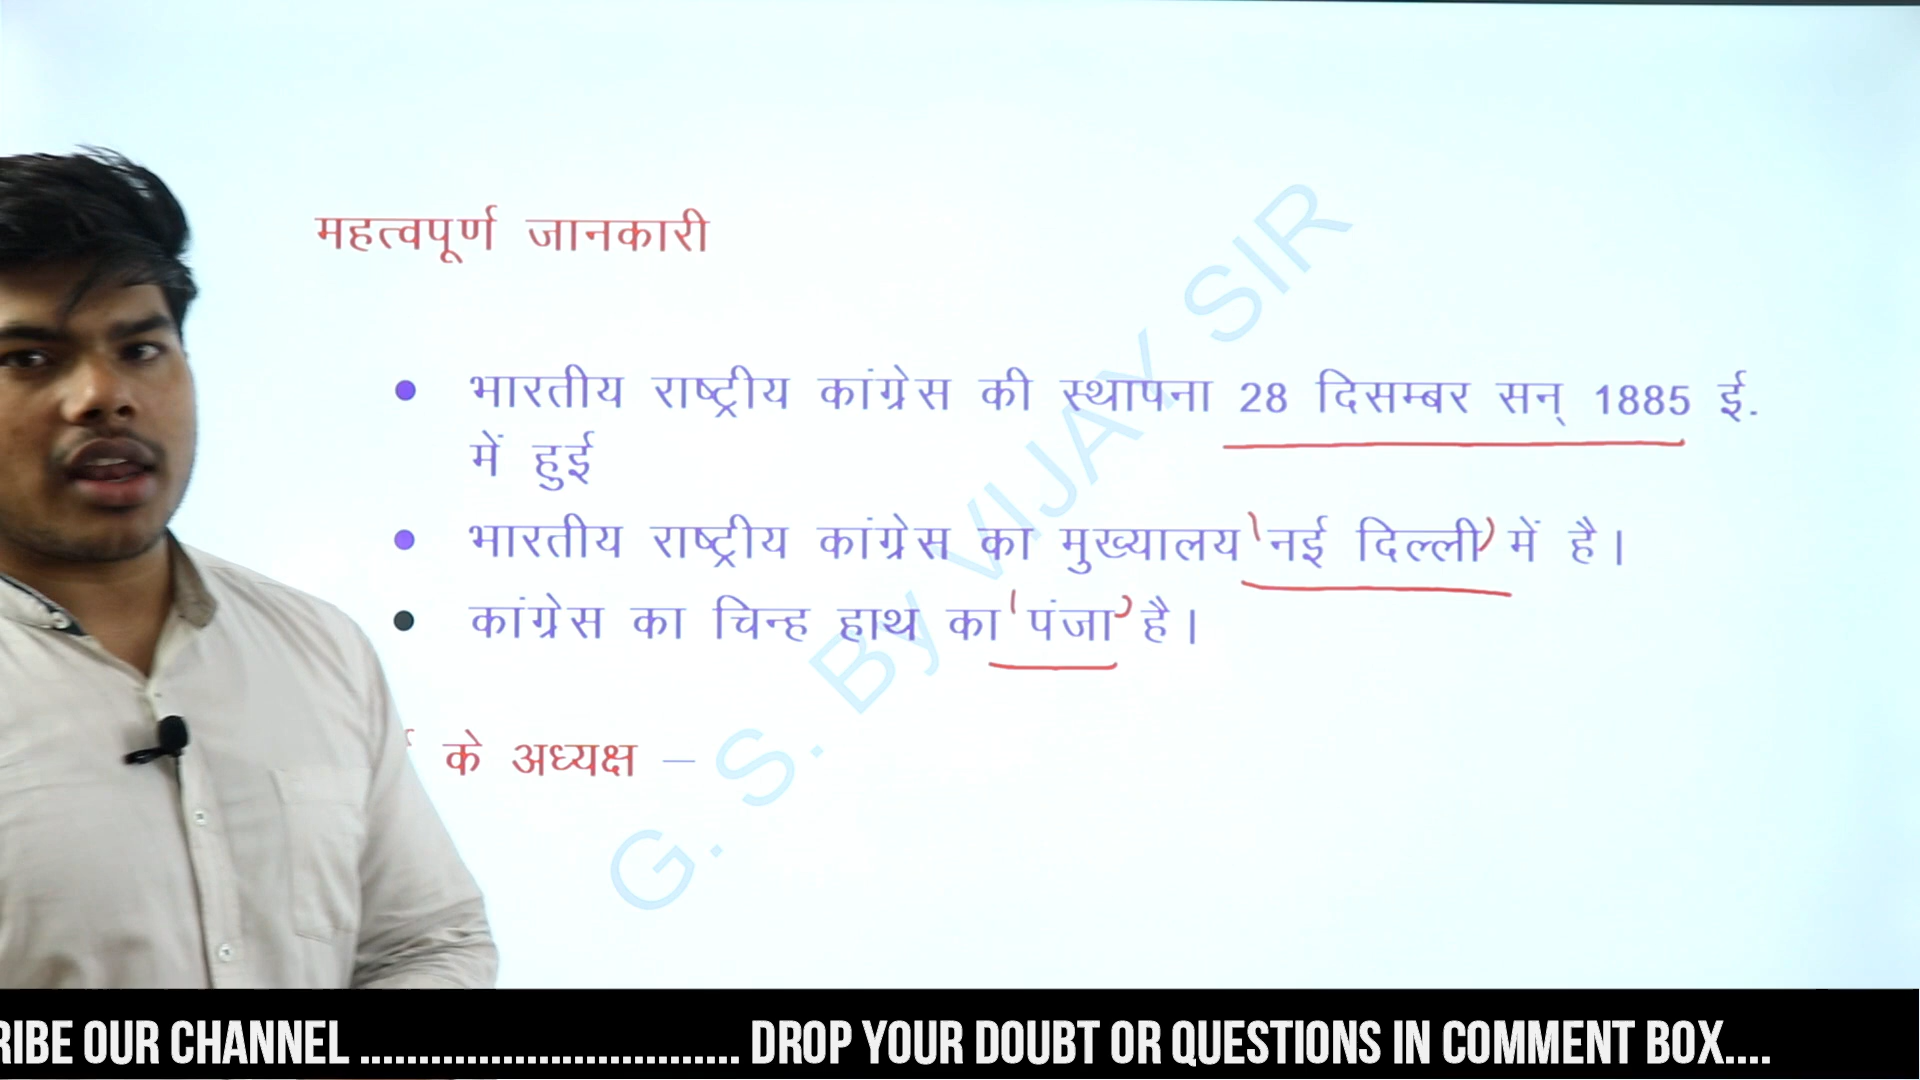 महत्वपूर्ण जानकारी
• भारतीय राष्ट्रीय कांग्रेस की स्थापना 28 दिसम्बर सन् 1885 ई.
में हुई
• भारतीय राष्ट्रीय कांग्रेस का मुख्यालय 'नई दिल्ली' में है।
• कांग्रेस का चिन्ह हाथ का 'पंजा' है।
के अध्यक्ष –
G. S. By VIJAY SIR
RIBE OUR CHANNEL ................................ DROP YOUR DOUBT OR QUESTIONS IN COMMENT BOX....